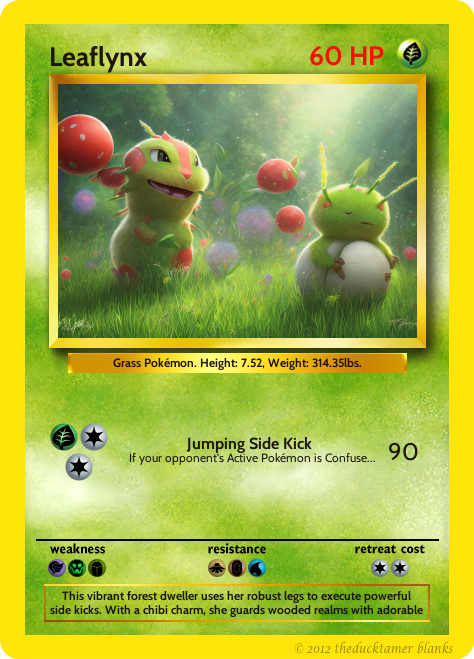 Leaflynx
60 HP
Grass Pokémon. Height: 7.52, Weight: 314.35lbs.
Jumping Side Kick
If your opponent's Active Pokémon is Confuse...
90
weakness
resistance
retreat cost
This vibrant forest dweller uses her robust legs to execute powerful
side kicks. With a chibi charm, she guards wooded realms with adorable
© 2012 theducktamer blanks